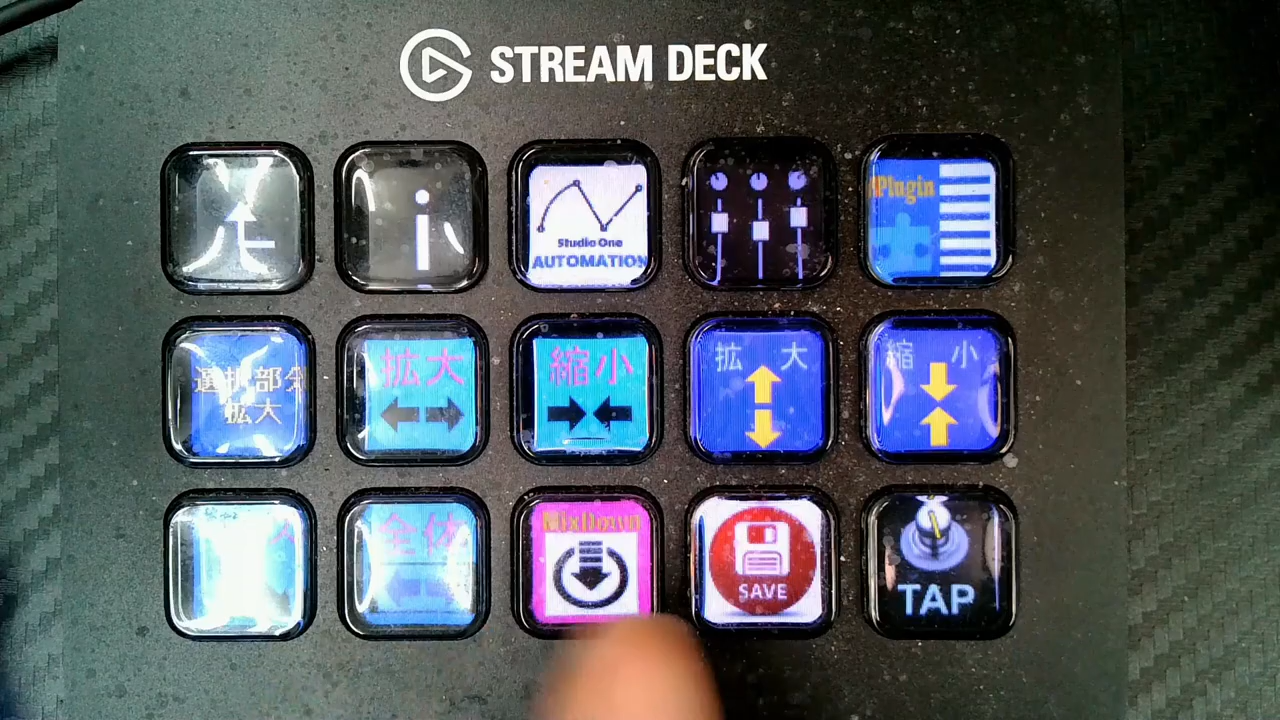 STREAM DECK
i
Studio One
AUTOMATION
Plugin
選択部分
拡大
拡大
縮小
拡 大
縮 小
全体
MixDown
SAVE
TAP